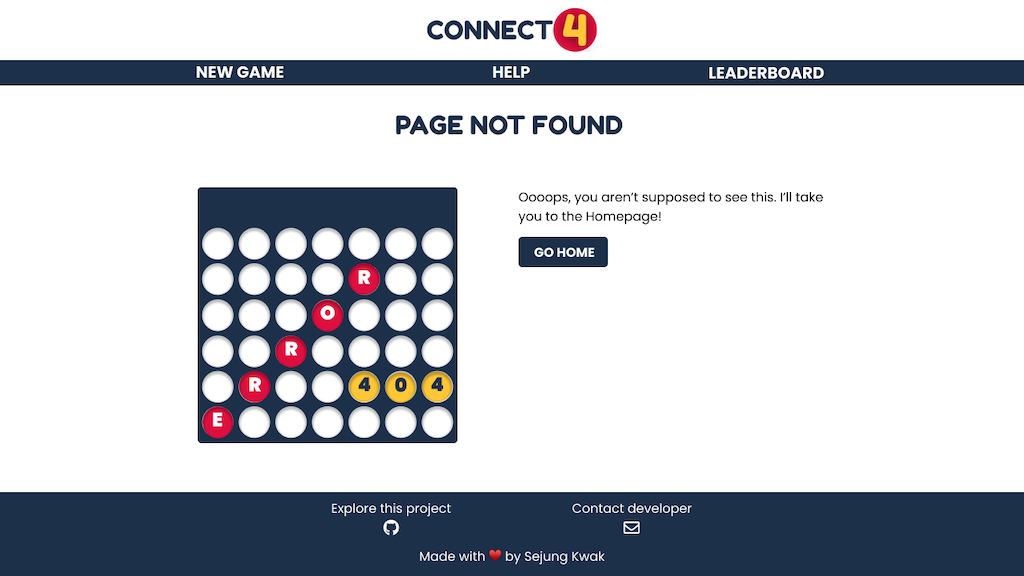 CONNECT 4
NEW GAME HELP LEADERBOARD
PAGE NOT FOUND
R
O
R
R 4 0 4
E
Oooops, you aren’t supposed to see this. I’ll take
you to the Homepage!
GO HOME
Explore this project
Contact developer
Made with ❤️ by Sejung Kwak